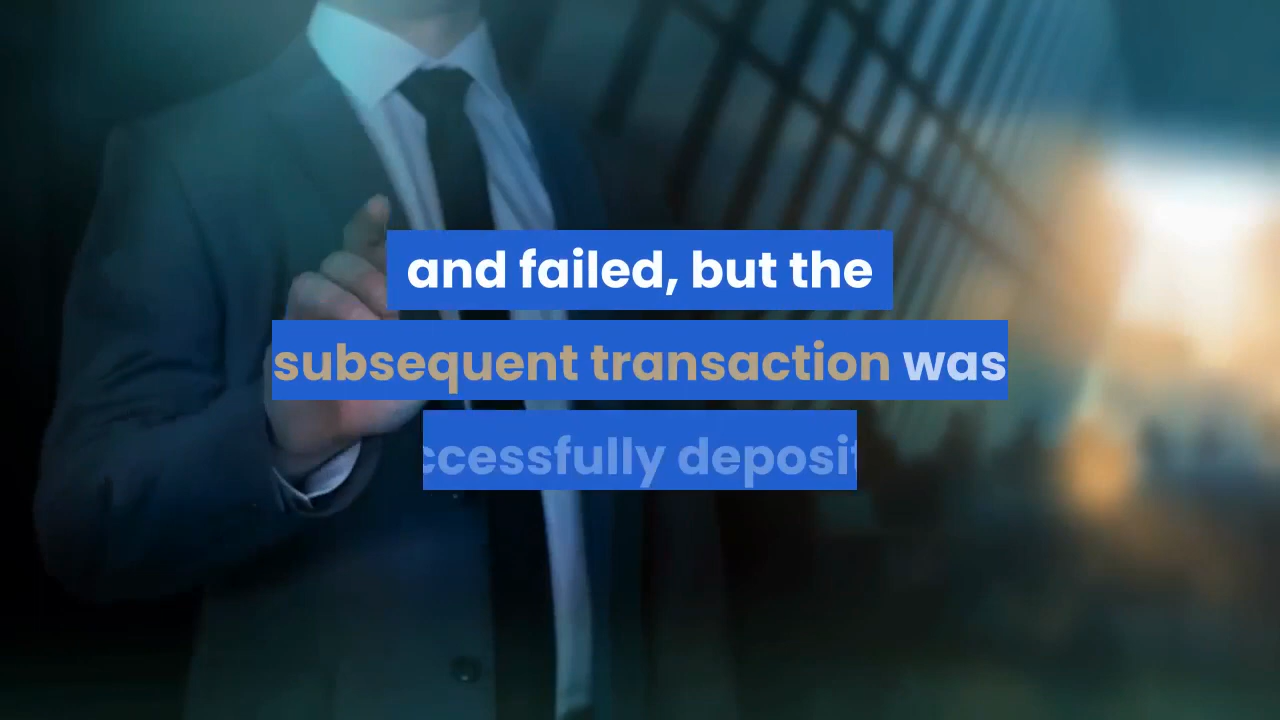 and failed, but the
subsequent transaction was
ccessfully deposit